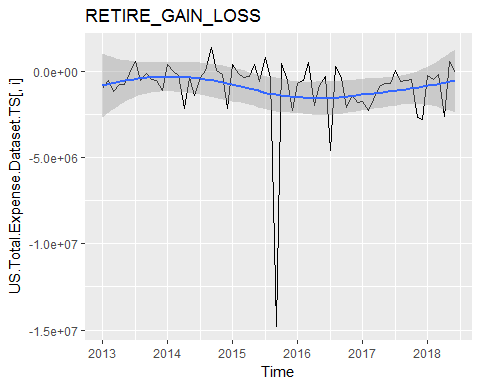 RETIRE_GAIN_LOSS
US.Total.Expense.Dataset.TS[, i]
0.0e+00
-5.0e+06
-1.0e+07
-1.5e+07
2013 2014 2015 2016 2017 2018
Time